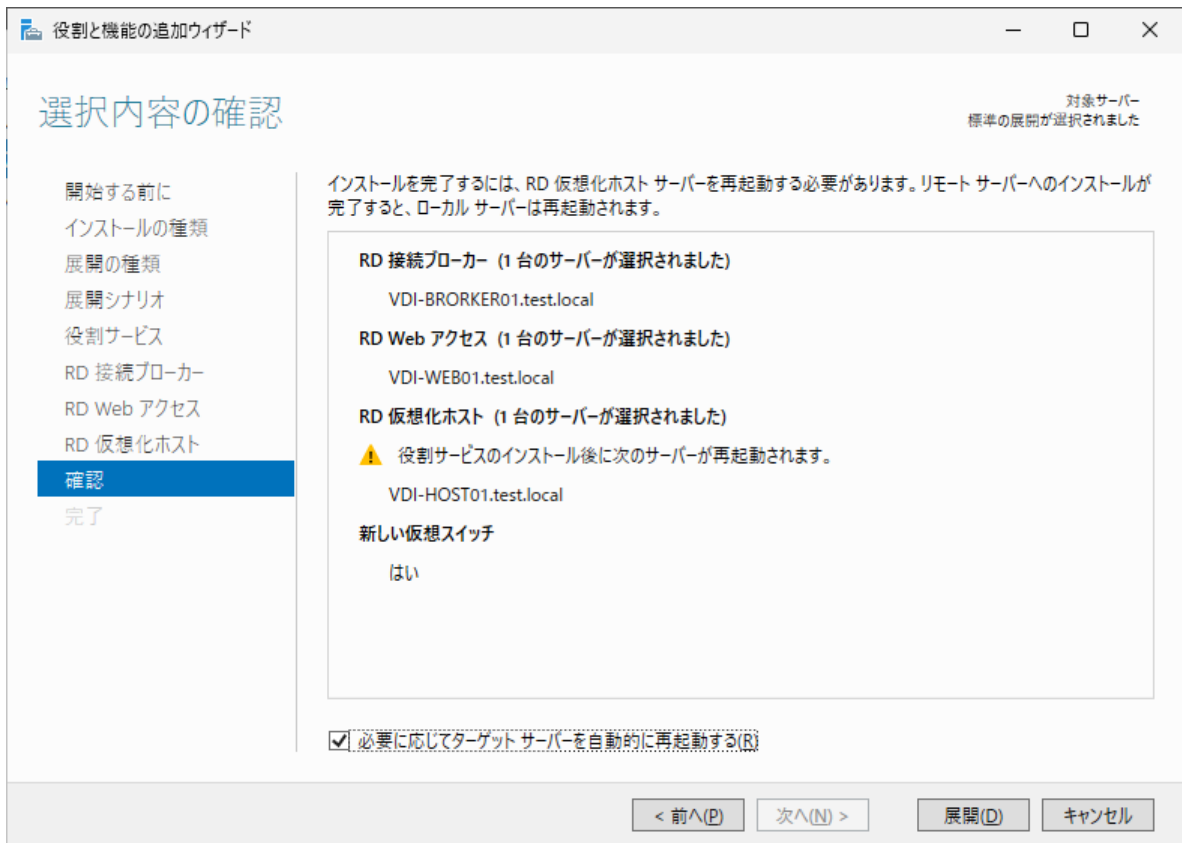 役割と機能の追加ウィザード
選択内容の確認
対象サーバー
標準の展開が選択されました
開始する前に
インストールの種類
展開の種類
展開シナリオ
役割サービス
RD 接続ブローカー
RD Web アクセス
RD 仮想化ホスト
確認
完了
インストールを完了するには、RD 仮想化ホスト サーバーを再起動する必要があります。リモート サーバーへのインストールが
完了すると、ローカル サーバーは再起動されます。
RD 接続ブローカー (1 台のサーバーが選択されました)
VDI-BRORKER01.test.local
RD Web アクセス (1 台のサーバーが選択されました)
VDI-WEB01.test.local
RD 仮想化ホスト (1 台のサーバーが選択されました)
役割サービスのインストール後に次のサーバーが再起動されます。
VDI-HOST01.test.local
新しい仮想スイッチ
はい
必要に応じてターゲット サーバーを自動的に再起動する(R)
< 前へ(P)
次へ(N) >
展開(D)
キャンセル